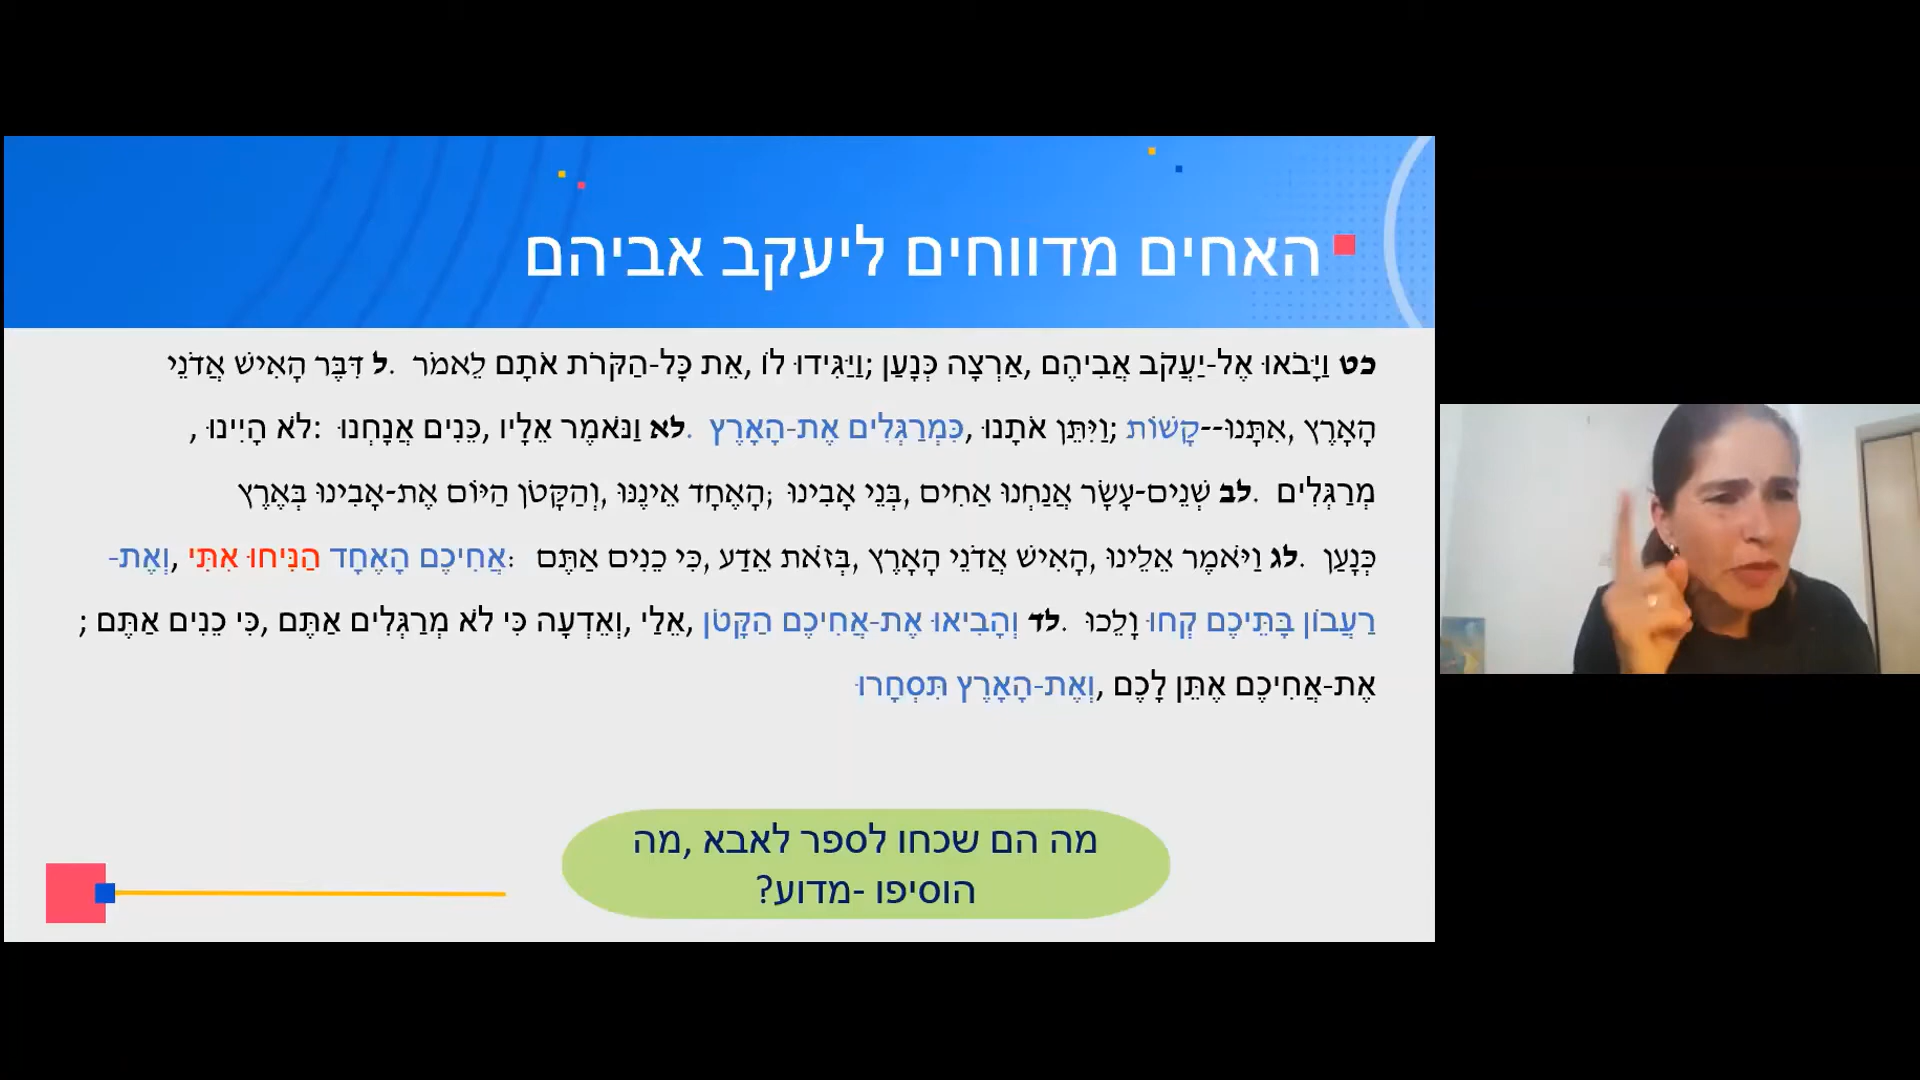 האחים מדווחים ליעקב אביהם
כט וַיָּבֹאוּ אֶל-יַעֲקֹב אֲבִיהֶם, אַרְצָה כְּנָעַן; וַיַּגִּידוּ לוֹ, אֵת כָּל-הַקֹּרֹת אֹתָם לֵאמֹר. ל דִּבֶּר הָאִישׁ אֲדֹנֵי
הָאָרֶץ, אִתָּנוּ--קָשׁוֹת; וַיִּתֵּן אֹתָנוּ, כִּמְרַגְּלִים אֶת-הָאָרֶץ. לא וַנֹּאמֶר אֵלָיו, כֵּנִים אֲנָחְנוּ: לֹא הָיִינוּ,
מְרַגְּלִים. לב שְׁנֵים-עָשָׂר אֲנַחְנוּ אַחִים, בְּנֵי אָבִינוּ; הָאֶחָד אֵינֶנּוּ, וְהַקָּטֹן הַיּוֹם אֶת-אָבִינוּ בְּאֶרֶץ
כְּנָעַן. לג וַיֹּאמֶר אֵלֵינוּ, הָאִישׁ אֲדֹנֵי הָאָרֶץ, בְּזֹאת אֵדַע, כִּי כֵנִים אַתֶּם: אֲחִיכֶם הָאֶחָד הַנִּיחוּ אִתִּי, וְאֶת-
רַעֲבוֹן בָּתֵּיכֶם קְחוּ וָלֵכוּ. לד וְהָבִיאוּ אֶת-אֲחִיכֶם הַקָּטֹן, אֵלַי, וְאֵדְעָה כִּי לֹא מְרַגְּלִים אַתֶּם, כִּי כֵנִים אַתֶּם;
אֶת-אֲחִיכֶם אֶתֵּן לָכֶם, וְאֶת-הָאָרֶץ תִּסְחָרוּ
מה הם שכחו לספר לאבא, מה
הוסיפו -מדוע?